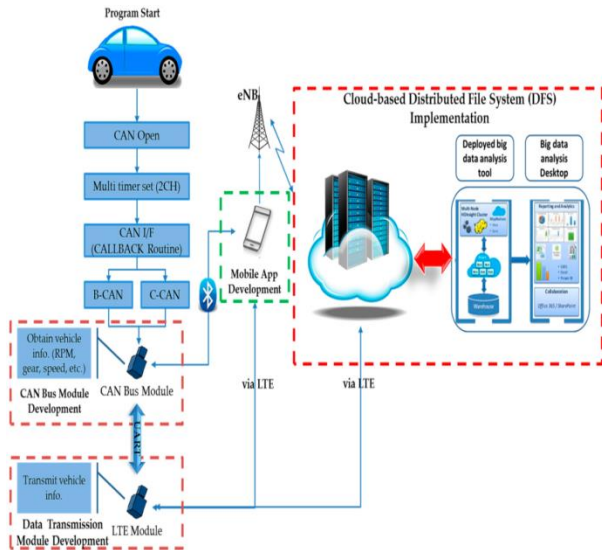 Program Start
CAN Open
Multi timer set (2CH)
CAN I/F
(CALLBACK Routine)
B-CAN
C-CAN
Obtain vehicle
info. (RPM,
gear, speed, etc.)
CAN Bus Module
CAN Bus Module
Development
UART
Transmit vehicle
info.
LTE Module
Data Transmission
Module Development
eNB
Mobile App
Development
via LTE
via LTE
Cloud-based Distributed File System (DFS)
Implementation
Deployed big
data analysis
tool
Big data
analysis
Desktop
Reporting and Analytics
Collaboration
Office 365 / SharePoint